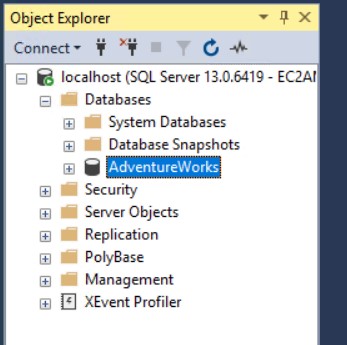 Object Explorer
Connect
localhost (SQL Server 13.0.6419 - EC2A
Databases
System Databases
Database Snapshots
AdventureWorks
Security
Server Objects
Replication
PolyBase
Management
XEvent Profiler